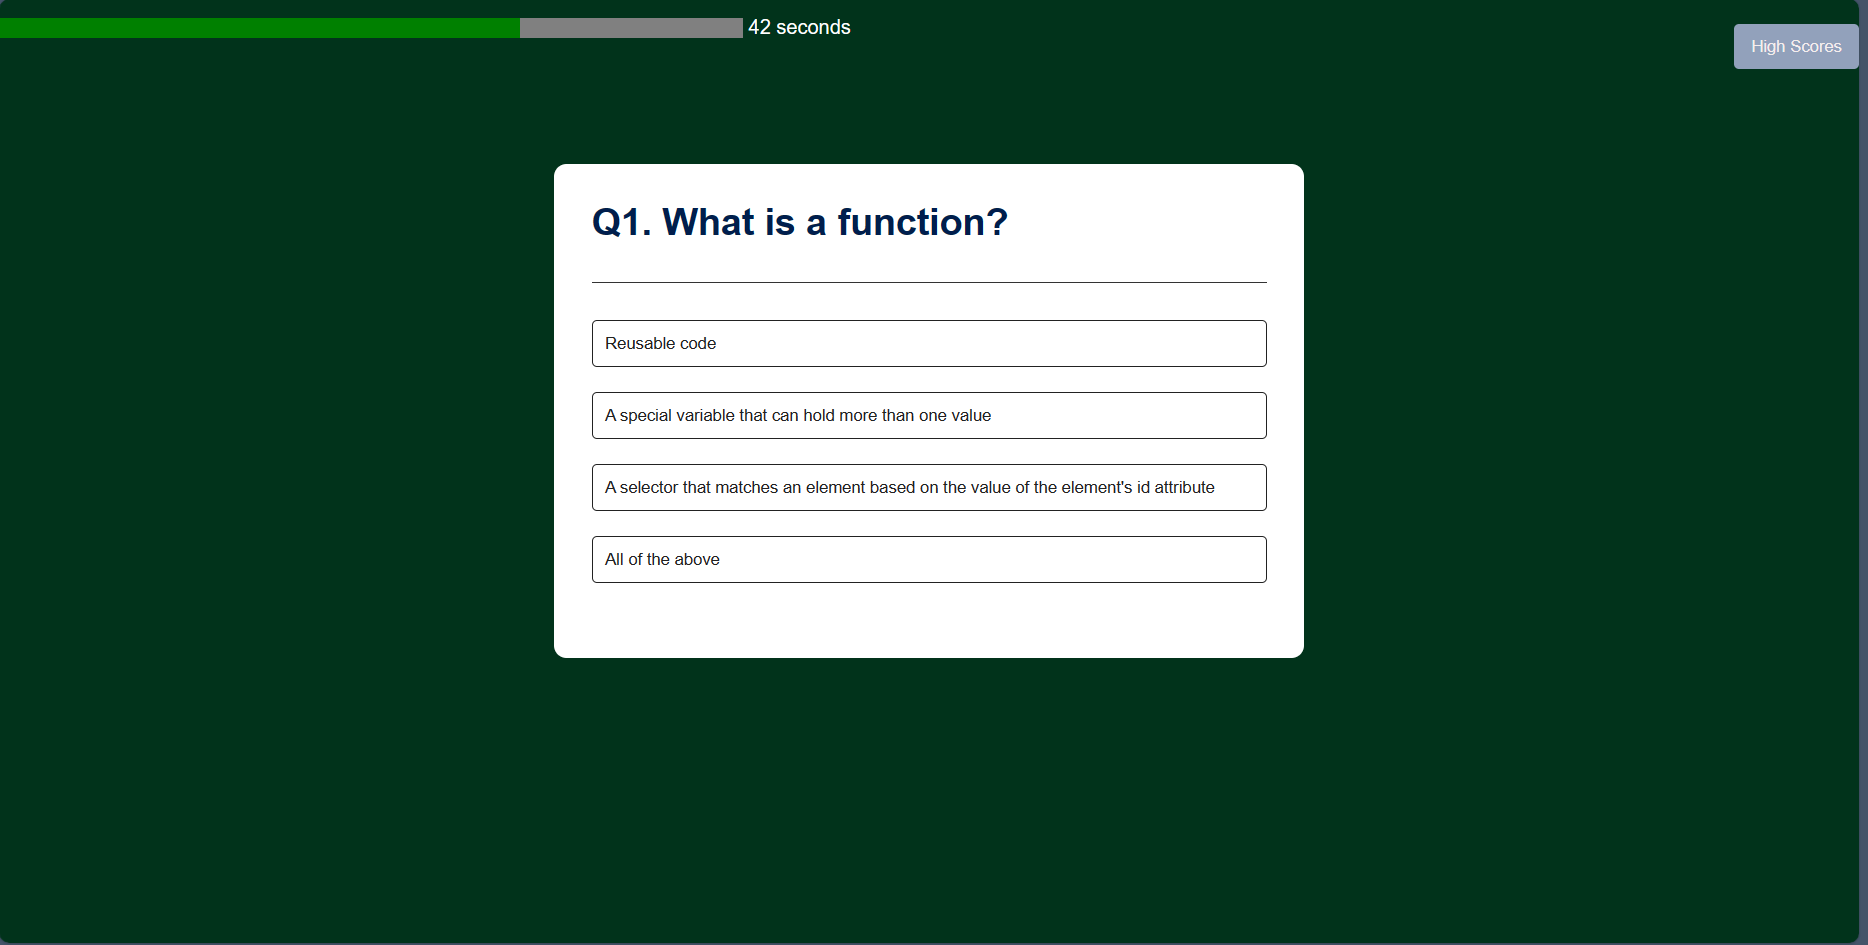 42 seconds
High Scores
Q1. What is a function?
Reusable code
A special variable that can hold more than one value
A selector that matches an element based on the value of the element's id attribute
All of the above